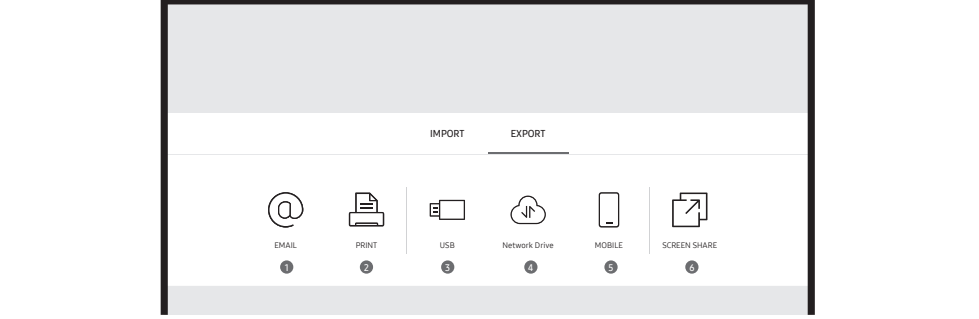 IMPORT EXPORT
EMAIL PRINT USB Network Drive MOBILE SCREEN SHARE
1 2 3 4 5 6